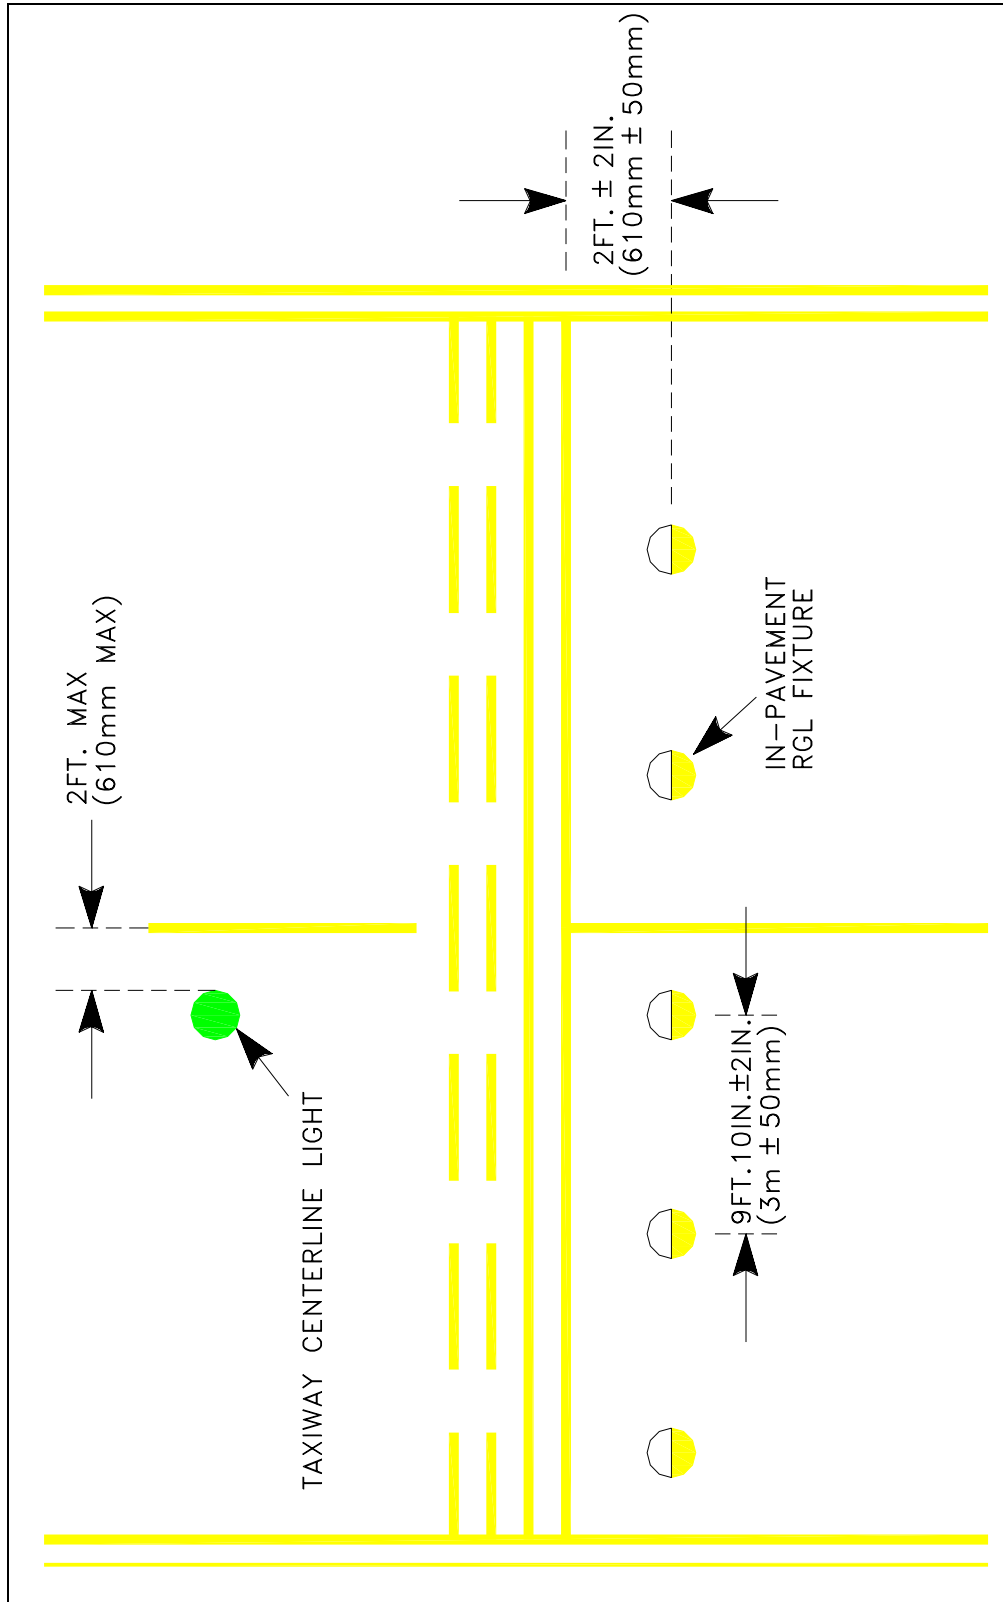 2FT. ± 2IN.
(610mm ± 50mm)
2FT. MAX
(610mm MAX)
IN-PAVEMENT
RGL FIXTURE
9FT.10IN.±2IN.
(3m ± 50mm)
TAXIWAY CENTERLINE LIGHT